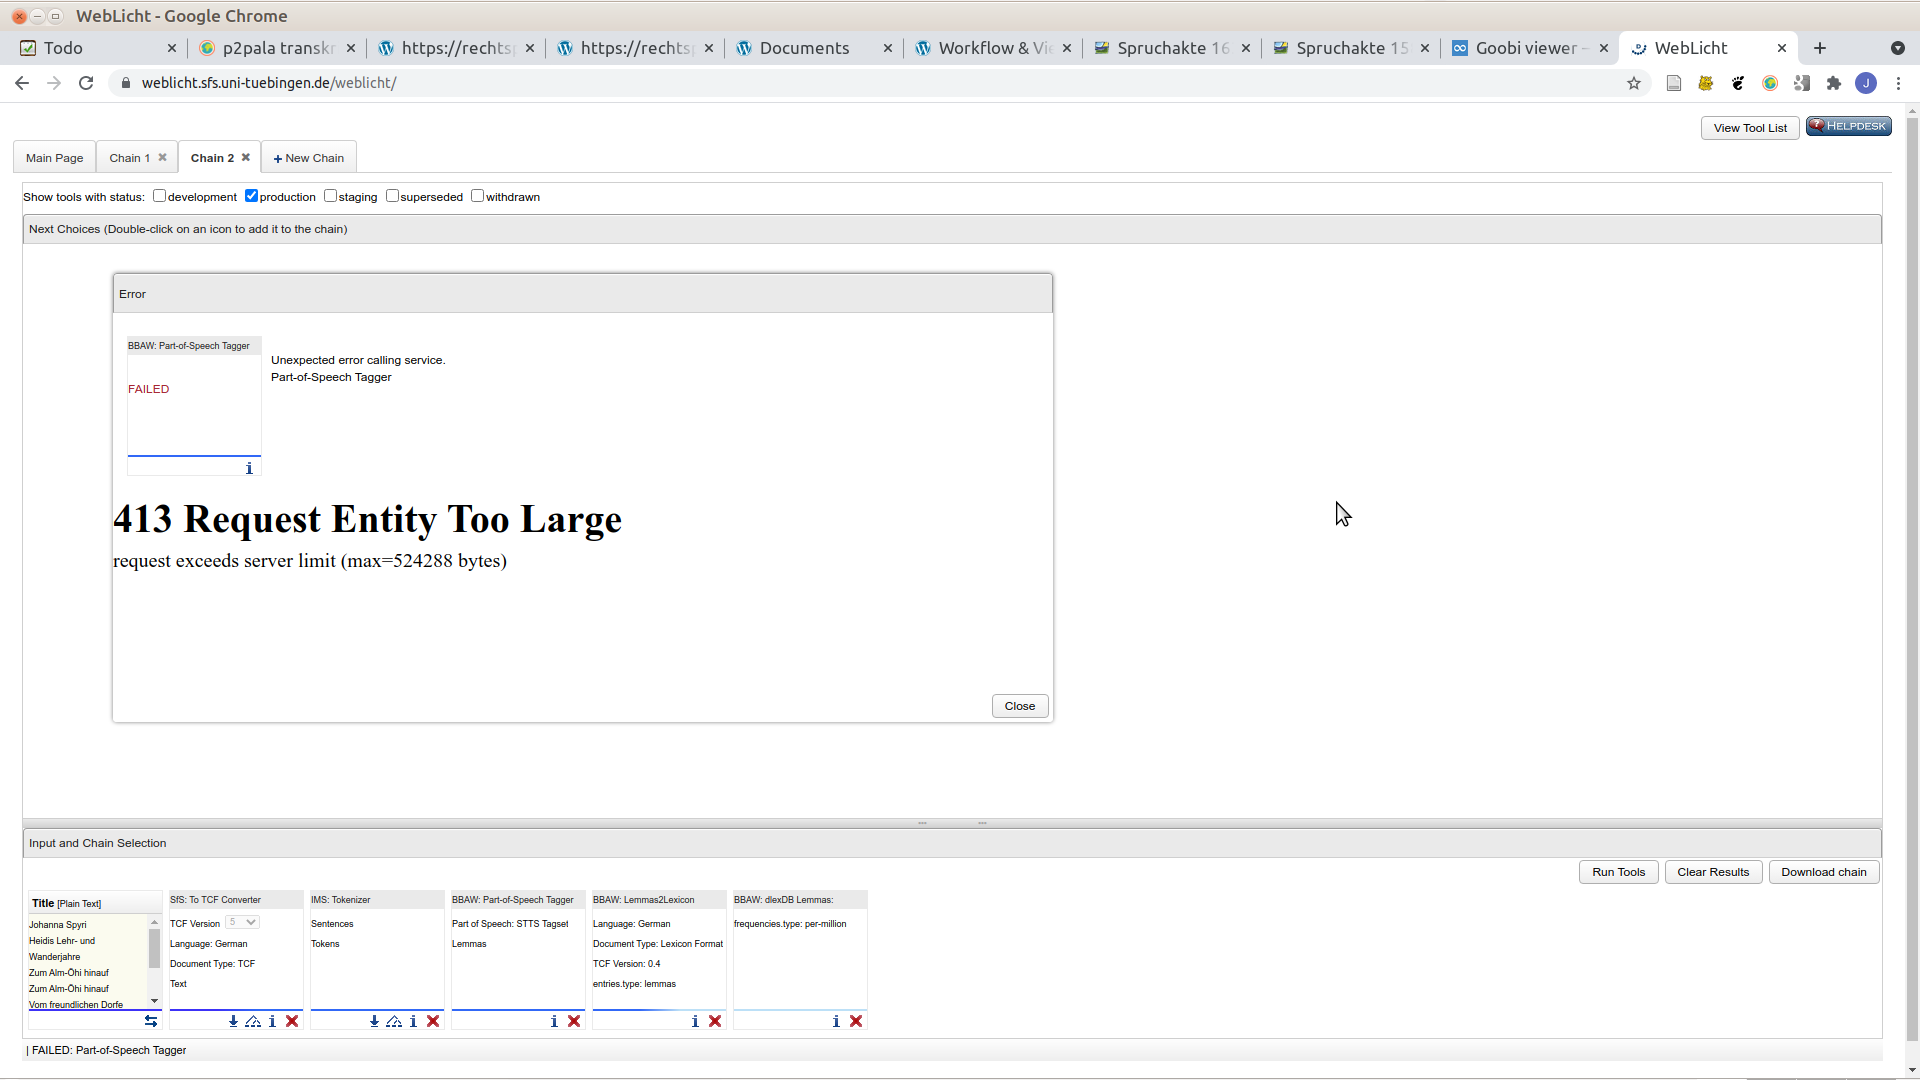 WebLicht - Google Chrome
Todo
p2pala transkr
https://rechtsp
https://rechtsp
Documents
Workflow & Vi
Spruchakte 16
Spruchakte 15
Goobi viewer -
WebLicht
weblicht.sfs.uni-tuebingen.de/weblicht/
J
View Tool List
? HELPDESK
Main Page
Chain 1
Chain 2
+ New Chain
Show tools with status: development production staging superseded withdrawn
Next Choices (Double-click on an icon to add it to the chain)
Error
BBAW: Part-of-Speech Tagger
FAILED
Unexpected error calling service.
Part-of-Speech Tagger
413 Request Entity Too Large
request exceeds server limit (max=524288 bytes)
Close
Input and Chain Selection
Run Tools
Clear Results
Download chain
Title [Plain Text]
Johanna Spyri
Heidis Lehr- und
Wanderjahre
Zum Alm-Öhi hinauf
Zum Alm-Öhi hinauf
Vom freundlichen Dorfe
SfS: To TCF Converter
TCF Version 5
Language: German
Document Type: TCF
Text
IMS: Tokenizer
Sentences
Tokens
BBAW: Part-of-Speech Tagger
Part of Speech: STTS Tagset
Lemmas
BBAW: Lemmas2Lexicon
Language: German
Document Type: Lexicon Format
TCF Version: 0.4
entries.type: lemmas
BBAW: dlexDB Lemmas:
frequencies.type: per-million
| FAILED: Part-of-Speech Tagger